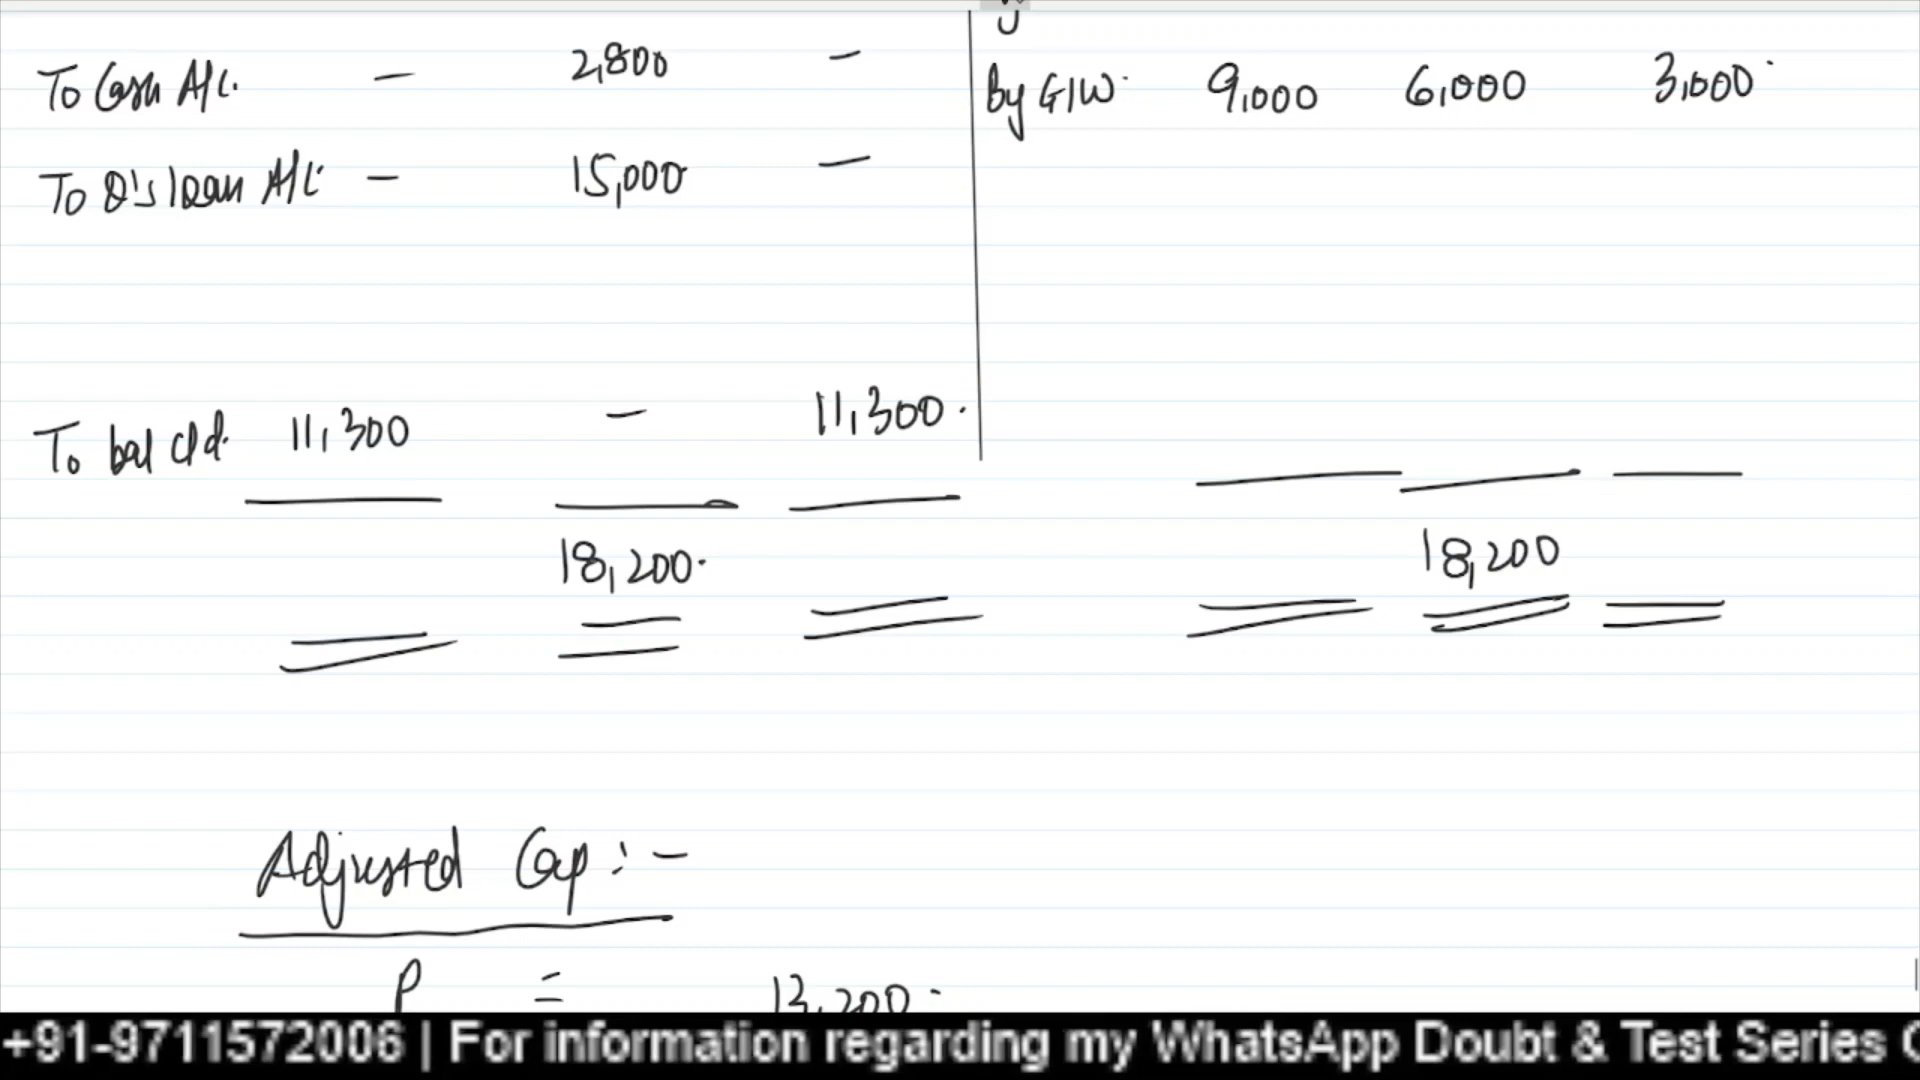 To Cash A/c. — 2,800 —
By G/W. 9,000 6,000 3,000.
To Q's loan A/c — 15,000 —
To bal c/d. 11,300 — 11,300.
18,200. 18,200
Adjusted Cap :-
P = 13,200.
+91-9711572006 | For information regarding my WhatsApp Doubt & Test Series